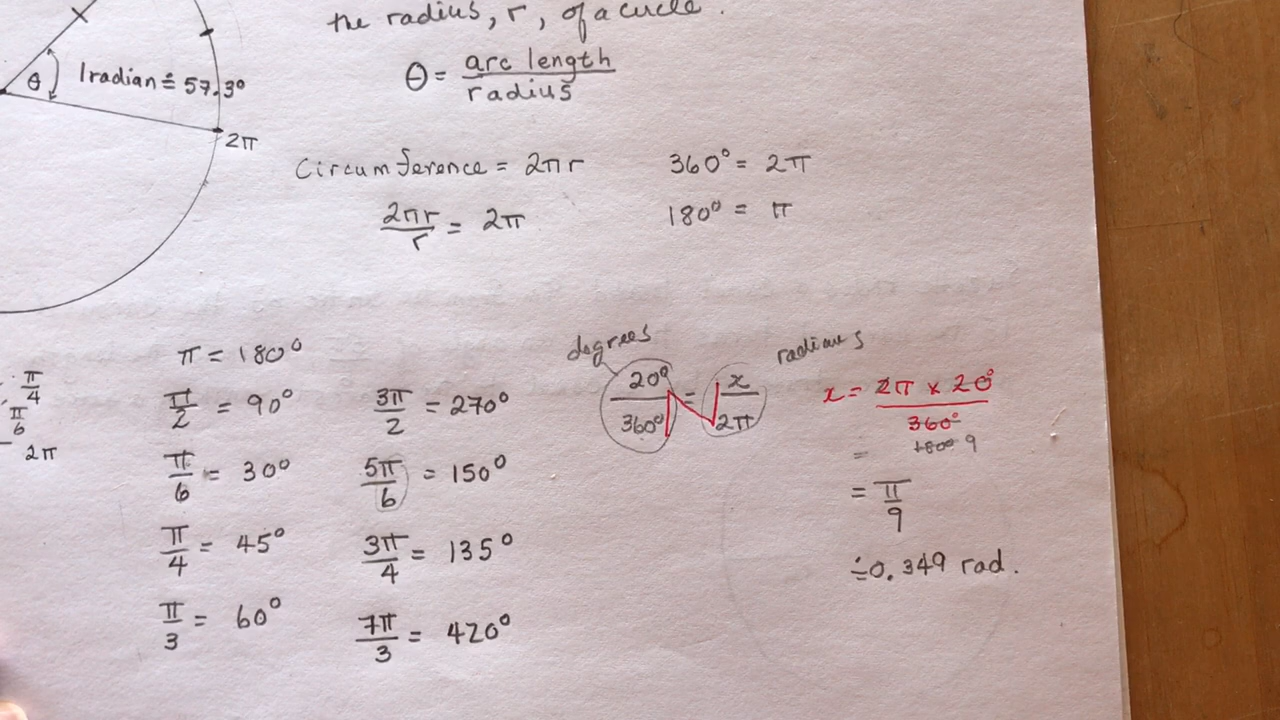 the radius, r, of a circle.
θ = arc length / radius
θ 1 radian ≐ 57.3°
2π
Circumference = 2πr
360° = 2π
2πr / r = 2π
180° = π
π = 180°
π/2 = 90°
3π/2 = 270°
π/6 = 30°
5π/6 = 150°
π/4 = 45°
3π/4 = 135°
π/3 = 60°
7π/3 = 420°
π/4
π/6
2π
degrees
radians
20° / 360° = x / 2π
x = 2π × 20° / 360°
=
180° 9
= π/9
≐ 0.349 rad.